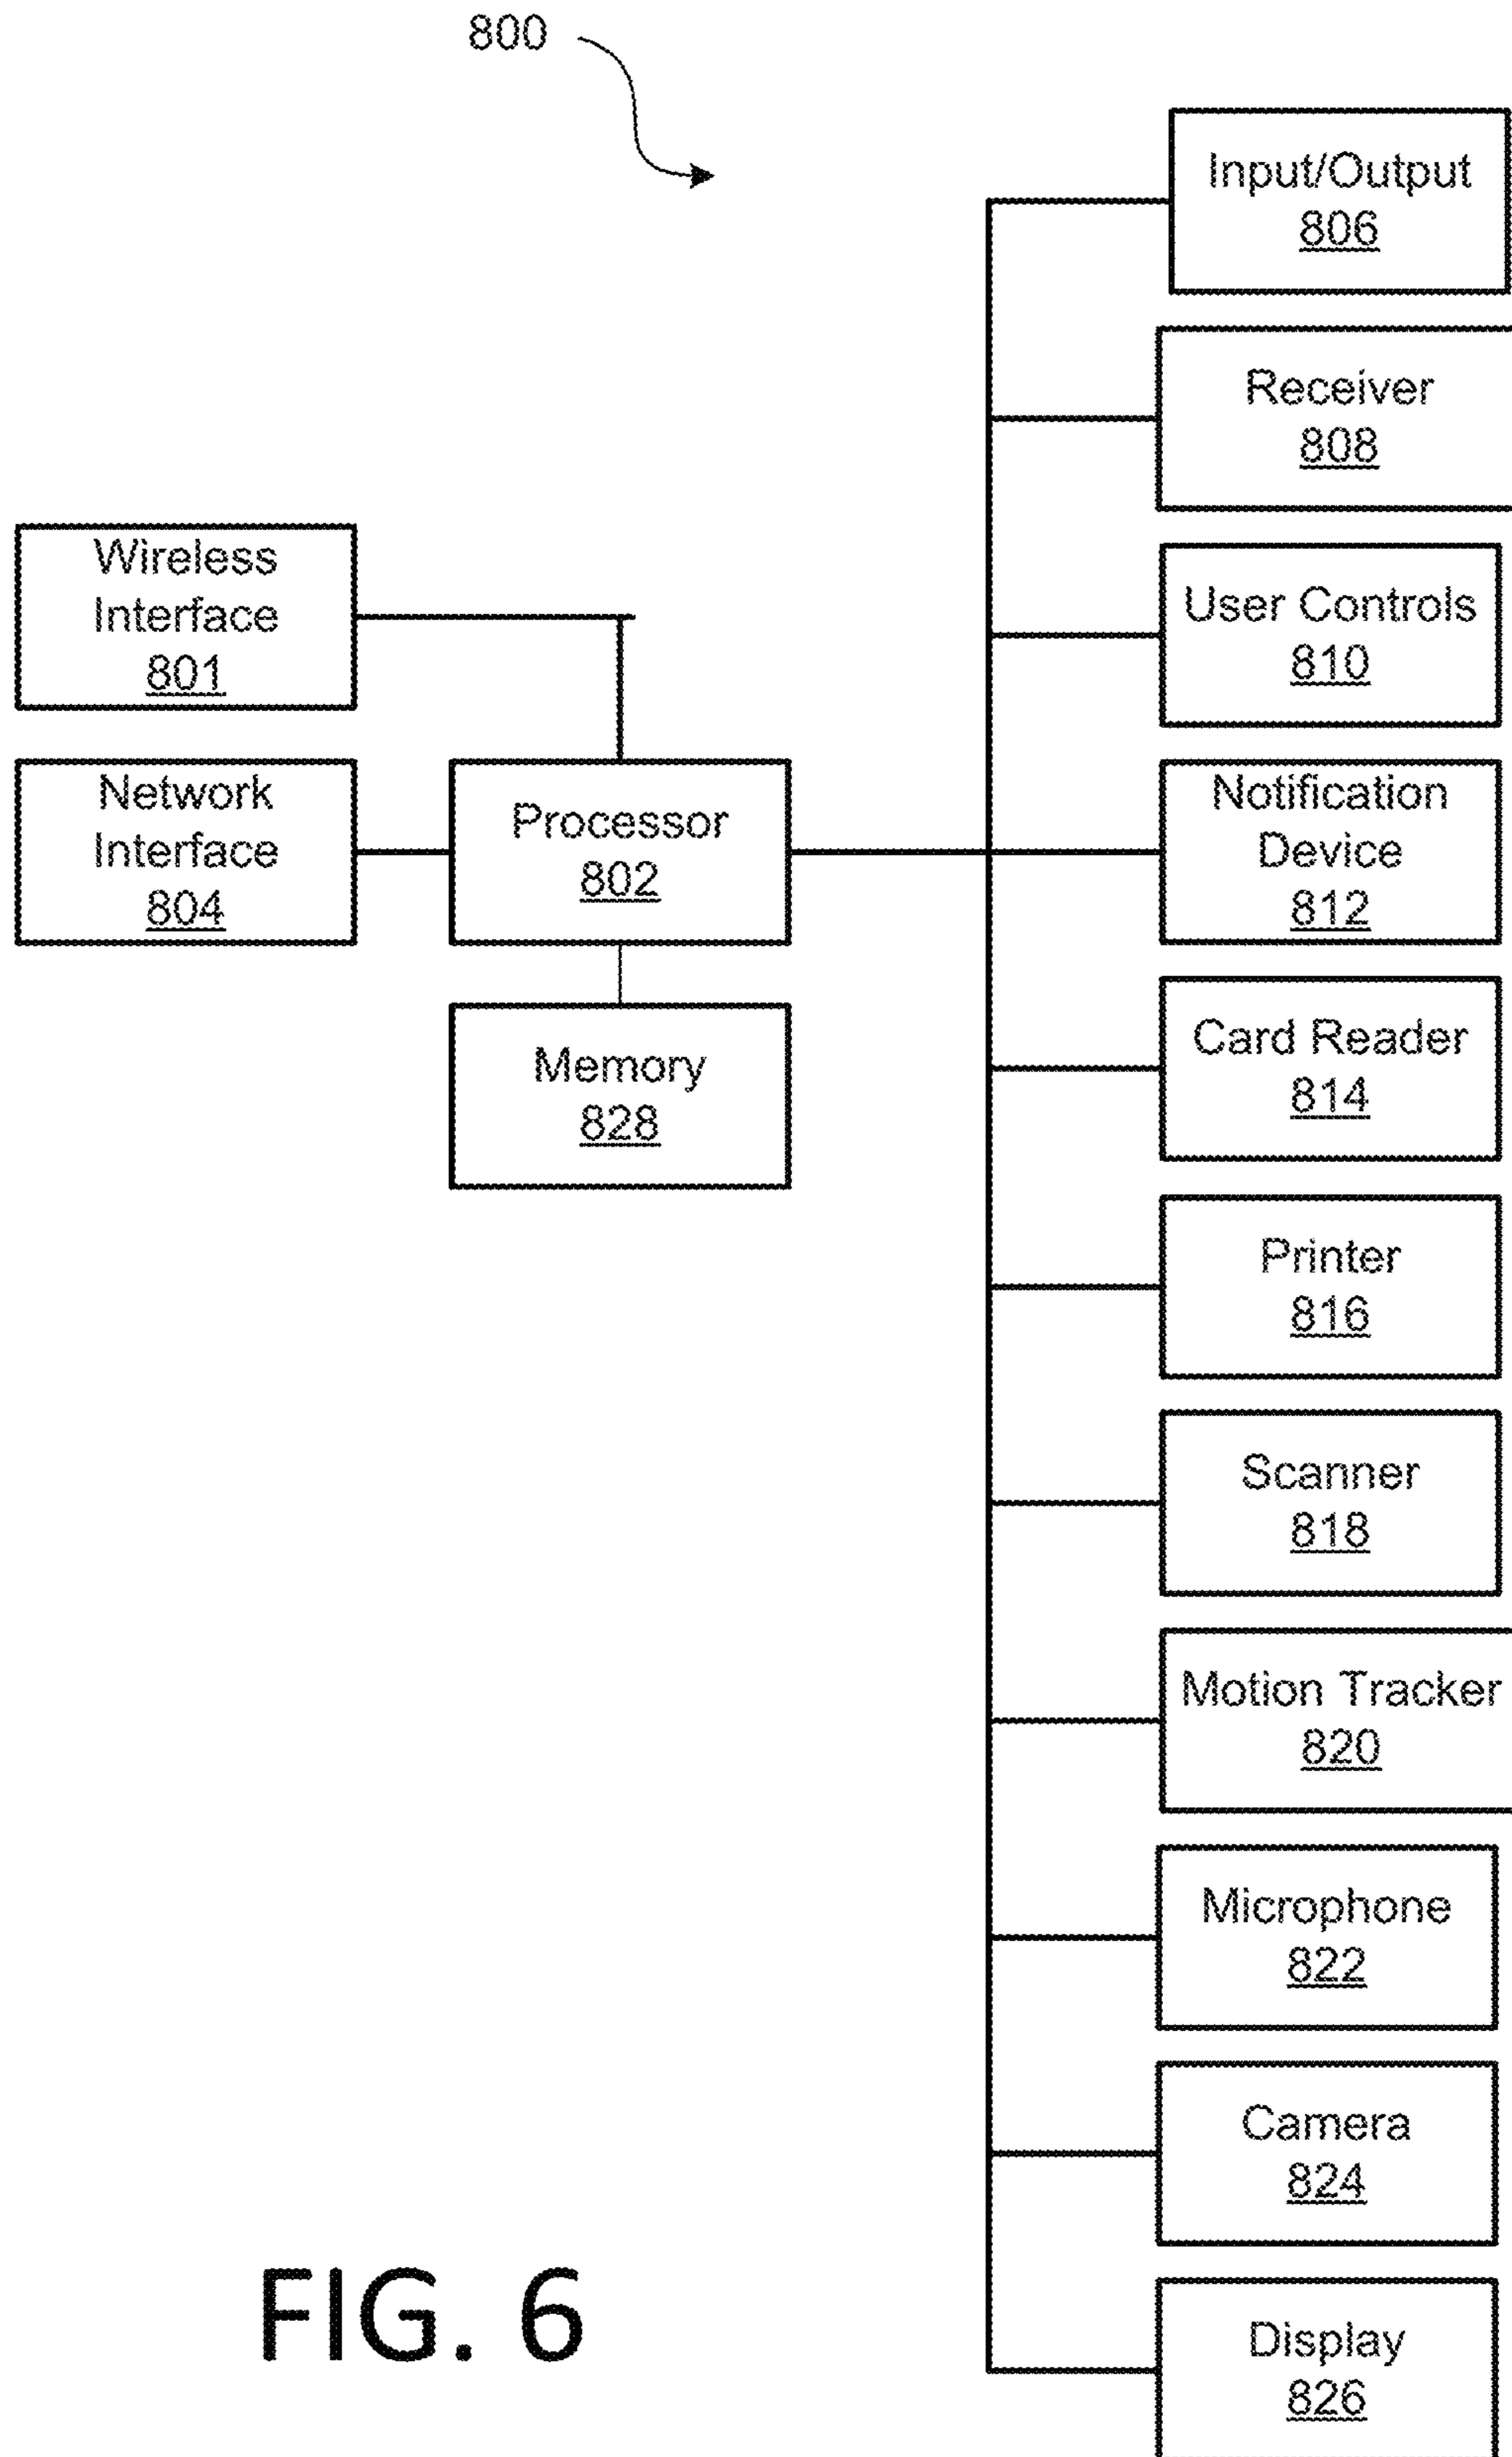 800
Input/Output
806
Receiver
808
Wireless
Interface
801
User Controls
810
Network
Interface
804
Processor
802
Notification
Device
812
Memory
828
Card Reader
814
Printer
816
Scanner
818
Motion Tracker
820
Microphone
822
Camera
824
Display
826
FIG. 6